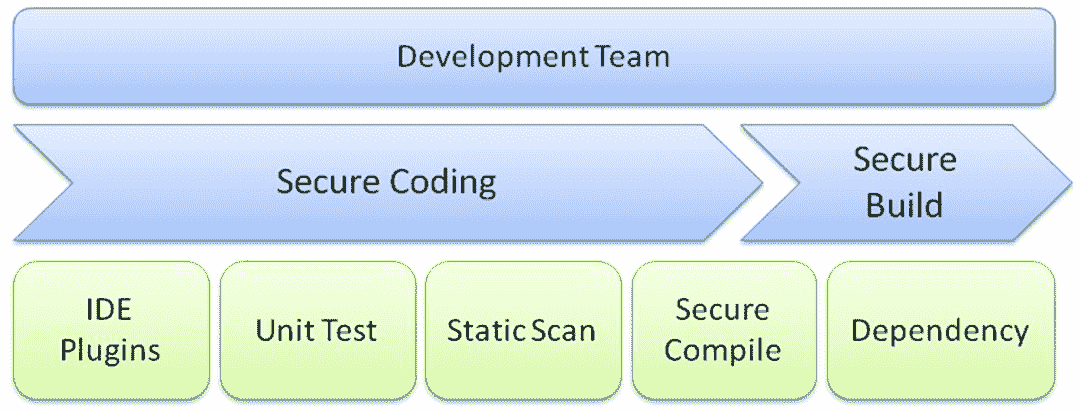 Development Team
Secure Coding
Secure
Build
IDE
Plugins
Unit Test
Static Scan
Secure
Compile
Dependency